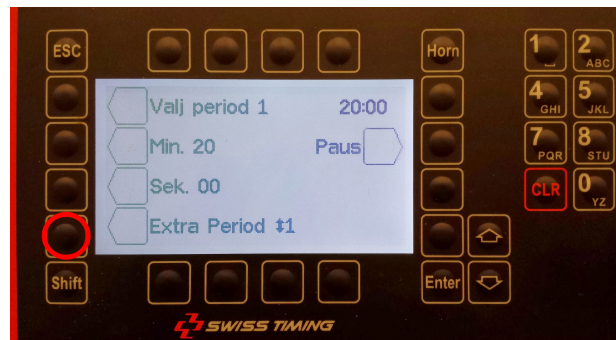 ESC
Horn
1
2 ABC
Valj period 1 20:00
4 GHI
5 JKL
Min. 20 Paus
7 PQR
8 STU
Sek. 00
CLR
0 YZ
Extra Period ↕1
Shift
Enter
SWISS TIMING